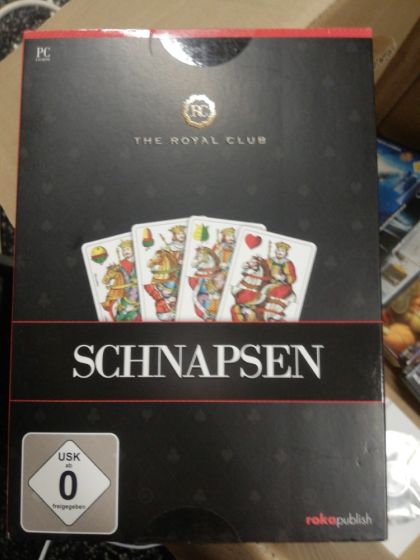 PC
RC
THE ROYAL CLUB
SCHNAPSEN
USK
ab
0
freigegeben
rokapublish